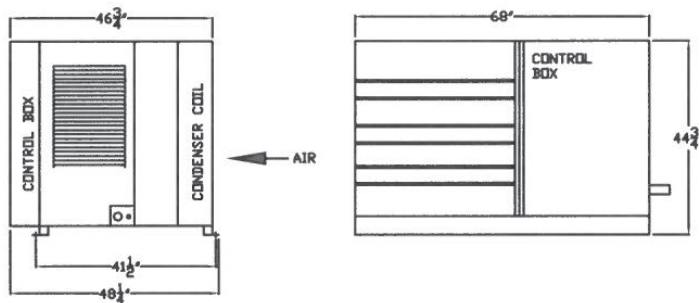 46 3/4"
CONTROL BOX
CONDENSER COIL
AIR
41 1/2"
48 1/4"
68"
CONTROL
BOX
44 3/4